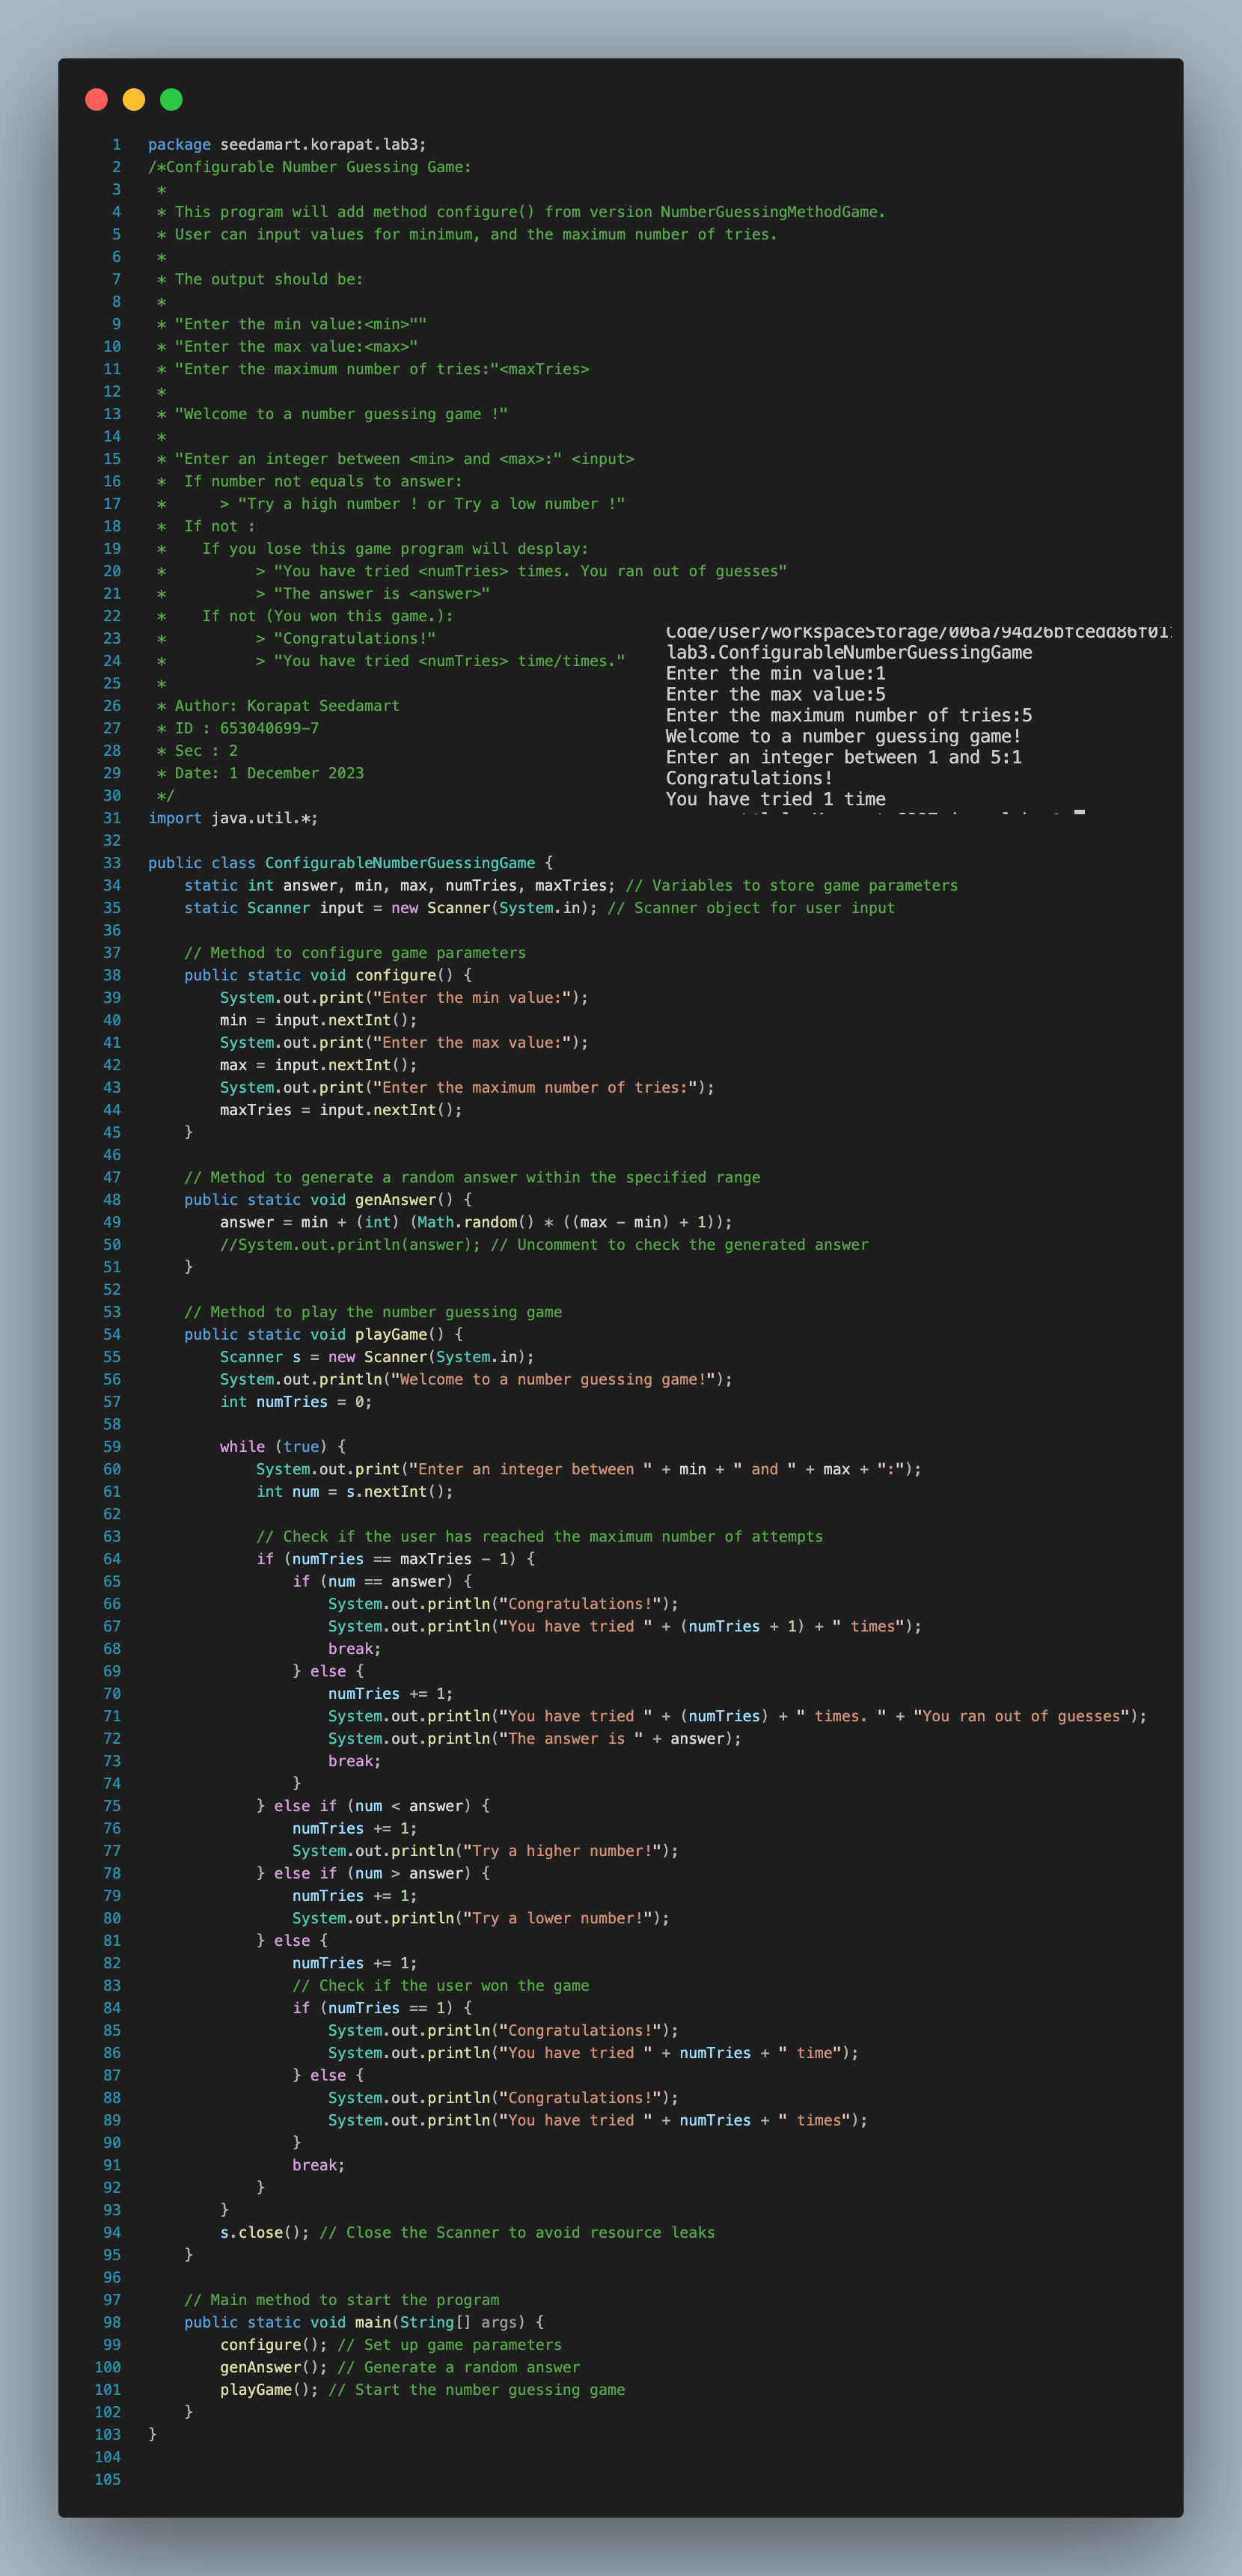 1 package seedamart.korapat.lab3;
2 /*Configurable Number Guessing Game:
3  *
4  * This program will add method configure() from version NumberGuessingMethodGame.
5  * User can input values for minimum, and the maximum number of tries.
6  *
7  * The output should be:
8  *
9  * "Enter the min value:<min>""
10  * "Enter the max value:<max>"
11  * "Enter the maximum number of tries:"<maxTries>
12  *
13  * "Welcome to a number guessing game !"
14  *
15  * "Enter an integer between <min> and <max>:" <input>
16  *  If number not equals to answer:
17  *      > "Try a high number ! or Try a low number !"
18  *  If not :
19  *    If you lose this game program will desplay:
20  *          > "You have tried <numTries> times. You ran out of guesses"
21  *          > "The answer is <answer>"
22  *    If not (You won this game.):
23  *          > "Congratulations!"
24  *          > "You have tried <numTries> time/times."
25  *
26  * Author: Korapat Seedamart
27  * ID : 653040699-7
28  * Sec : 2
29  * Date: 1 December 2023
30  */
31 import java.util.*;
Code/User/workspaceStorage/006a794d26bfcedd86f01
lab3.ConfigurableNumberGuessingGame
Enter the min value:1
Enter the max value:5
Enter the maximum number of tries:5
Welcome to a number guessing game!
Enter an integer between 1 and 5:1
Congratulations!
You have tried 1 time
32
33 public class ConfigurableNumberGuessingGame {
34     static int answer, min, max, numTries, maxTries; // Variables to store game parameters
35     static Scanner input = new Scanner(System.in); // Scanner object for user input
36
37     // Method to configure game parameters
38     public static void configure() {
39         System.out.print("Enter the min value:");
40         min = input.nextInt();
41         System.out.print("Enter the max value:");
42         max = input.nextInt();
43         System.out.print("Enter the maximum number of tries:");
44         maxTries = input.nextInt();
45     }
46
47     // Method to generate a random answer within the specified range
48     public static void genAnswer() {
49         answer = min + (int) (Math.random() * ((max - min) + 1));
50         //System.out.println(answer); // Uncomment to check the generated answer
51     }
52
53     // Method to play the number guessing game
54     public static void playGame() {
55         Scanner s = new Scanner(System.in);
56         System.out.println("Welcome to a number guessing game!");
57         int numTries = 0;
58
59         while (true) {
60             System.out.print("Enter an integer between " + min + " and " + max + ":");
61             int num = s.nextInt();
62
63             // Check if the user has reached the maximum number of attempts
64             if (numTries == maxTries - 1) {
65                 if (num == answer) {
66                     System.out.println("Congratulations!");
67                     System.out.println("You have tried " + (numTries + 1) + " times");
68                     break;
69                 } else {
70                     numTries += 1;
71                     System.out.println("You have tried " + (numTries) + " times. " + "You ran out of guesses");
72                     System.out.println("The answer is " + answer);
73                     break;
74                 }
75             } else if (num < answer) {
76                 numTries += 1;
77                 System.out.println("Try a higher number!");
78             } else if (num > answer) {
79                 numTries += 1;
80                 System.out.println("Try a lower number!");
81             } else {
82                 numTries += 1;
83                 // Check if the user won the game
84                 if (numTries == 1) {
85                     System.out.println("Congratulations!");
86                     System.out.println("You have tried " + numTries + " time");
87                 } else {
88                     System.out.println("Congratulations!");
89                     System.out.println("You have tried " + numTries + " times");
90                 }
91                 break;
92             }
93         }
94         s.close(); // Close the Scanner to avoid resource leaks
95     }
96
97     // Main method to start the program
98     public static void main(String[] args) {
99         configure(); // Set up game parameters
100         genAnswer(); // Generate a random answer
101         playGame(); // Start the number guessing game
102     }
103 }
104
105